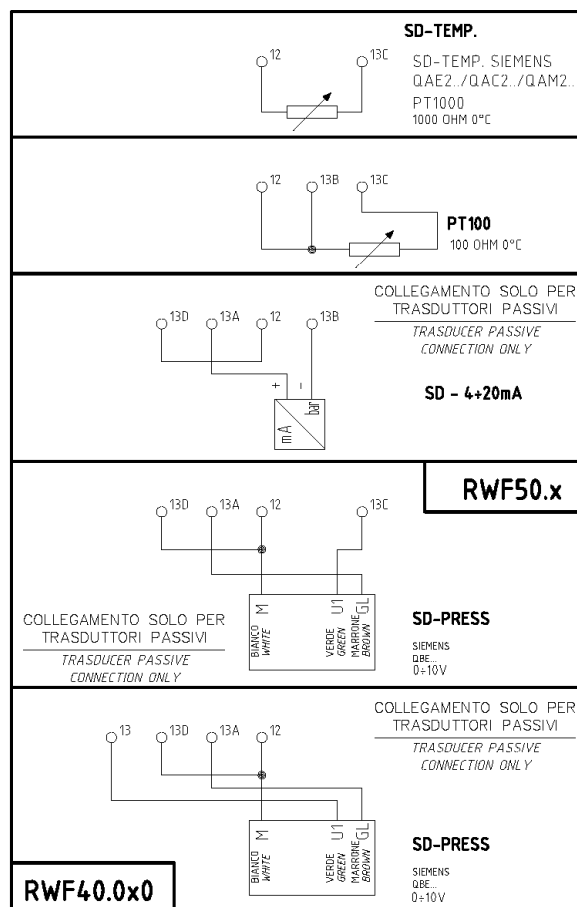 SD-TEMP.
12 13C
SD-TEMP. SIEMENS
QAE2../QAC2../QAM2..
PT1000
1000 OHM 0°C
12 13B 13C
PT100
100 OHM 0°C
COLLEGAMENTO SOLO PER
TRASDUTTORI PASSIVI
TRASDUCER PASSIVE
CONNECTION ONLY
13D 13A 12 13B
+ -
mA bar
SD - 4÷20mA
RWF50.x
13D 13A 12 13C
M U1 GL
BIANCO
WHITE
VERDE
GREEN
MARRONE
BROWN
COLLEGAMENTO SOLO PER
TRASDUTTORI PASSIVI
TRASDUCER PASSIVE
CONNECTION ONLY
SD-PRESS
SIEMENS
QBE...
0÷10V
COLLEGAMENTO SOLO PER
TRASDUTTORI PASSIVI
TRASDUCER PASSIVE
CONNECTION ONLY
13 13D 13A 12
M U1 GL
BIANCO
WHITE
VERDE
GREEN
MARRONE
BROWN
SD-PRESS
SIEMENS
QBE...
0÷10V
RWF40.0x0